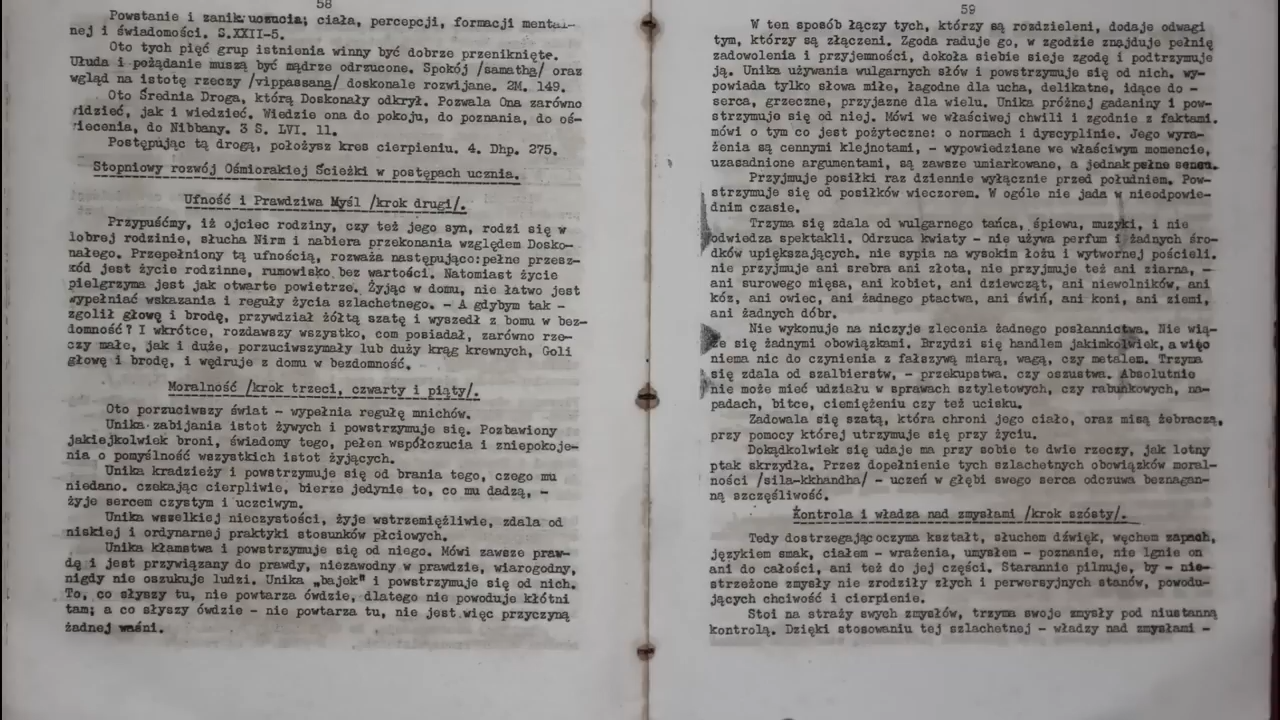 58
Powstanie i zanik uczucia; ciała, percepcji, formacji mental-
nej i świadomości. S.XXII-5.
Oto tych pięć grup istnienia winny być dobrze przeniknięte.
Ułuda i pożądanie muszą być mądrze odrzucone. Spokój /samatha/ oraz
wgląd na istotę rzeczy /vippassana/ doskonale rozwijane. 2M. 149.
Oto Średnia Droga, którą Doskonały odkrył. Pozwala Ona zarówno
widzieć, jak i wiedzieć. Wiedzie ona do pokoju, do poznania, do oś-
wiecenia, do Nibbany. 3 S. LVI. 11.
Postępując tą drogą, położysz kres cierpieniu. 4. Dhp. 275.
Stopniowy rozwój Ośmiorakiej Ścieżki w postępach ucznia.
Ufność i Prawdziwa Myśl /krok drugi/.
Przypuśćmy, iż ojciec rodziny, czy też jego syn, rodzi się w
dobrej rodzinie, słucha Nirm i nabiera przekonania względem Dosko-
nałego. Przepełniony tą ufnością, rozważa następująco:pełne przesz-
kód jest życie rodzinne, rumowisko bez wartości. Natomiast życie
pielgrzyma jest jak otwarte powietrze. Żyjąc w domu, nie łatwo jest
wypełniać wskazania i reguły życia szlachetnego. - A gdybym tak -
zgolił głowę i brodę, przywdział żółtą szatę i wyszedł z bomu w bez-
domność? I wkrótce, rozdawszy wszystko, com posiadał, zarówno rze-
czy małe, jak i duże, porzuciwszymały lub duży krąg krewnych, Goli
głowę i brodę, i wędruje z domu w bezdomność.
Moralność /krok trzeci, czwarty i piąty/.
Oto porzuciwszy świat - wypełnia regułę mnichów.
Unika zabijania istot żywych i powstrzymuje się. Pozbawiony
jakiejkolwiek broni, świadomy tego, pełen współczucia i zniepokoje-
nia o pomyślność wszystkich istot żyjących.
Unika kradzieży i powstrzymuje się od brania tego, czego mu
niedano. czekając cierpliwie, bierze jedynie to, co mu dadzą, -
żyje sercem czystym i uczciwym.
Unika wszelkiej nieczystości, żyje wstrzemięźliwie, zdala od
niskiej i ordynarnej praktyki stosunków płciowych.
Unika kłamstwa i powstrzymuje się od niego. Mówi zawsze praw-
dę i jest przywiązany do prawdy, niezawodny w prawdzie, wiarogodny,
nigdy nie oszukuje ludzi. Unika „bajek" i powstrzymuje się od nich.
To, co słyszy tu, nie powtarza ówdzie, dlatego nie powoduje kłótni
tam; a co słyszy ówdzie - nie powtarza tu, nie jest więc przyczyną
żadnej waśni.
59
W ten sposób łączy tych, którzy są rozdzieleni, dodaje odwagi
tym, którzy są złączeni. Zgoda raduje go, w zgodzie znajduje pełnię
zadowolenia i przyjemności, dokoła siebie sieje zgodę i podtrzymuje
ją. Unika używania wulgarnych słów i powstrzymuje się od nich. wy-
powiada tylko słowa miłe, łagodne dla ucha, delikatne, idące do -
serca, grzeczne, przyjazne dla wielu. Unika próżnej gadaniny i pow-
strzymuje się od niej. Mówi we właściwej chwili i zgodnie z faktami.
mówi o tym co jest pożyteczne: o normach i dyscyplinie. Jego wyra-
żenia są cennymi klejnotami, - wypowiedziane we właściwym momencie,
uzasadnione argumentami, są zawsze umiarkowane, a jednak pełne sensu.
Przyjmuje posiłki raz dziennie wyłącznie przed południem. Pow-
strzymuje się od posiłków wieczorem. W ogóle nie jada w nieodpowie-
dnim czasie.
Trzyma się zdala od wulgarnego tańca, śpiewu, muzyki, i nie
odwiedza spektakli. Odrzuca kwiaty - nie używa perfum i żadnych śro-
dków upiększających. nie sypia na wysokim łożu i wytwornej pościeli.
nie przyjmuje ani srebra ani złota, nie przyjmuje też ani ziarna, -
ani surowego mięsa, ani kobiet, ani dziewcząt, ani niewolników, ani
kóz, ani owiec, ani żadnego ptactwa, ani świń, ani koni, ani ziemi,
ani żadnych dóbr.
Nie wykonuje na niczyje zlecenia żadnego posłannictwa. Nie wią-
że się żadnymi obowiązkami. Brzydzi się handlem jakimkolwiek, a więc
niema nic do czynienia z fałszywą miarą, wagą, czy metalem. Trzyma
się zdala od szalbierstw, - przekupstwa, czy oszustwa. Absolutnie
nie może mieć udziału w sprawach sztyletowych, czy rabunkowych, na-
padach, bitce, ciemiężeniu czy też ucisku.
Zadowala się szatą, która chroni jego ciało, oraz misą żebraczą,
przy pomocy której utrzymuje się przy życiu.
Dokądkolwiek się udaje ma przy sobie te dwie rzeczy, jak lotny
ptak skrzydła. Przez dopełnienie tych szlachetnych obowiązków moral-
ności /sila-kkhandha/ - uczeń w głębi swego serca odczuwa beznagan-
ną szczęśliwość.
Kontrola i władza nad zmysłami /krok szósty/.
Tedy dostrzegając oczyma kształt, słuchem dźwięk, węchem zapach,
językiem smak, ciałem - wrażenia, umysłem - poznanie, nie lgnie on
ani do całości, ani też do jej części. Starannie pilnuje, by - nie-
strzeżone zmysły nie zrodziły złych i perwersyjnych stanów, powodu-
jących chciwość i cierpienie.
Stoi na straży swych zmysłów, trzyma swoje zmysły pod niustanną
kontrolą. Dzięki stosowaniu tej szlachetnej - władzy nad zmysłami -